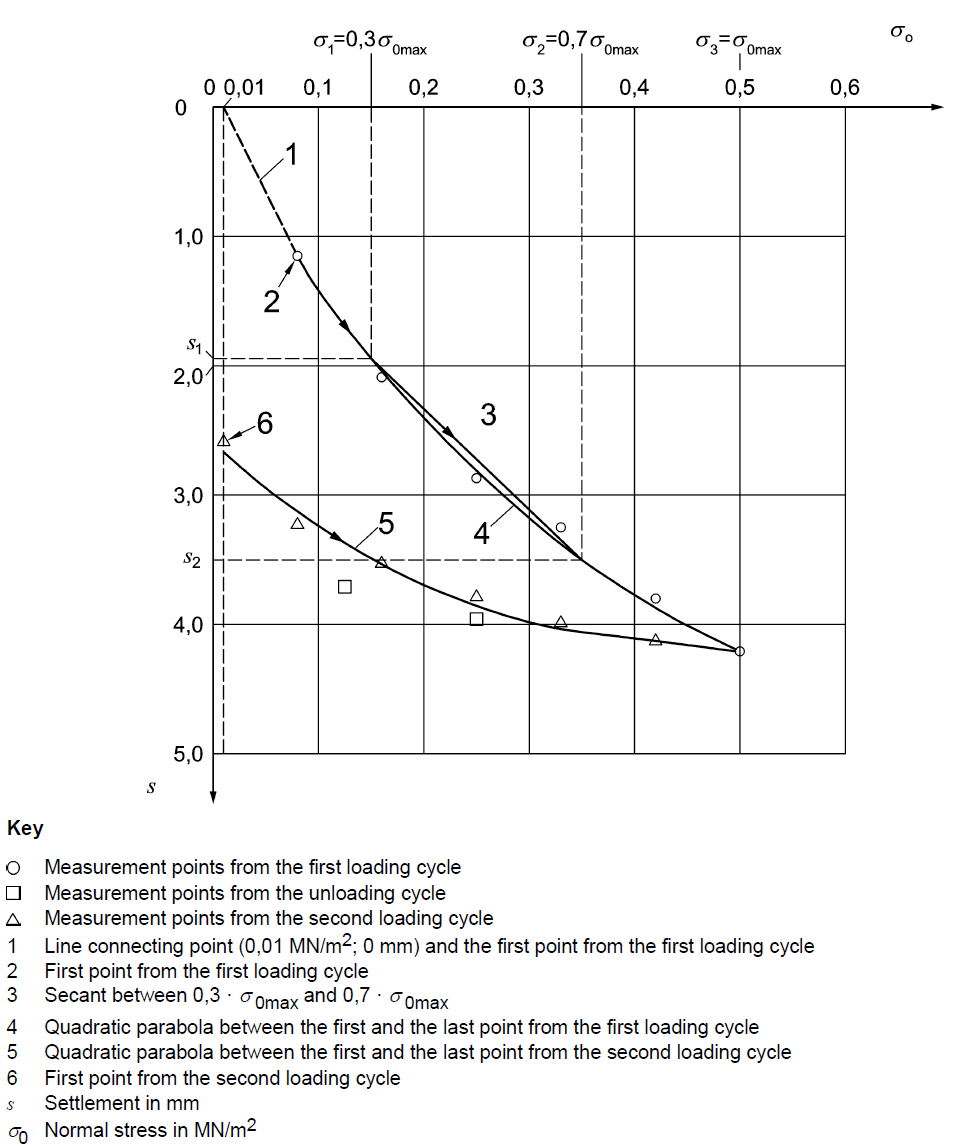 σ1=0,3σ0max σ2=0,7σ0max σ3=σ0max σo
0 0,01 0,1 0,2 0,3 0,4 0,5 0,6
0
1
1,0
2
s1
2,0
3
6
3,0
5 4
s2
4,0
5,0
s
Key
○ Measurement points from the first loading cycle
□ Measurement points from the unloading cycle
△ Measurement points from the second loading cycle
1 Line connecting point (0,01 MN/m2; 0 mm) and the first point from the first loading cycle
2 First point from the first loading cycle
3 Secant between 0,3 · σ0max and 0,7 · σ0max
4 Quadratic parabola between the first and the last point from the first loading cycle
5 Quadratic parabola between the first and the last point from the second loading cycle
6 First point from the second loading cycle
s Settlement in mm
σ0 Normal stress in MN/m2